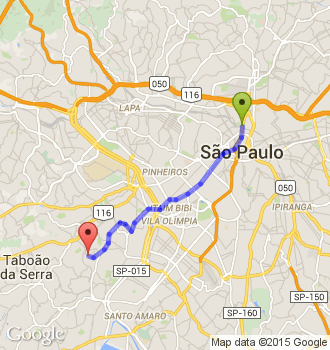 050
116
LAPA
São Paulo
PINHEIROS
050
ITAIM BIBI
VILA OLÍMPIA
116
IPIRANGA
Taboão
da Serra
SP-015
SP-150
SP-160
SANTO AMARO
Google
Map data ©2015 Google